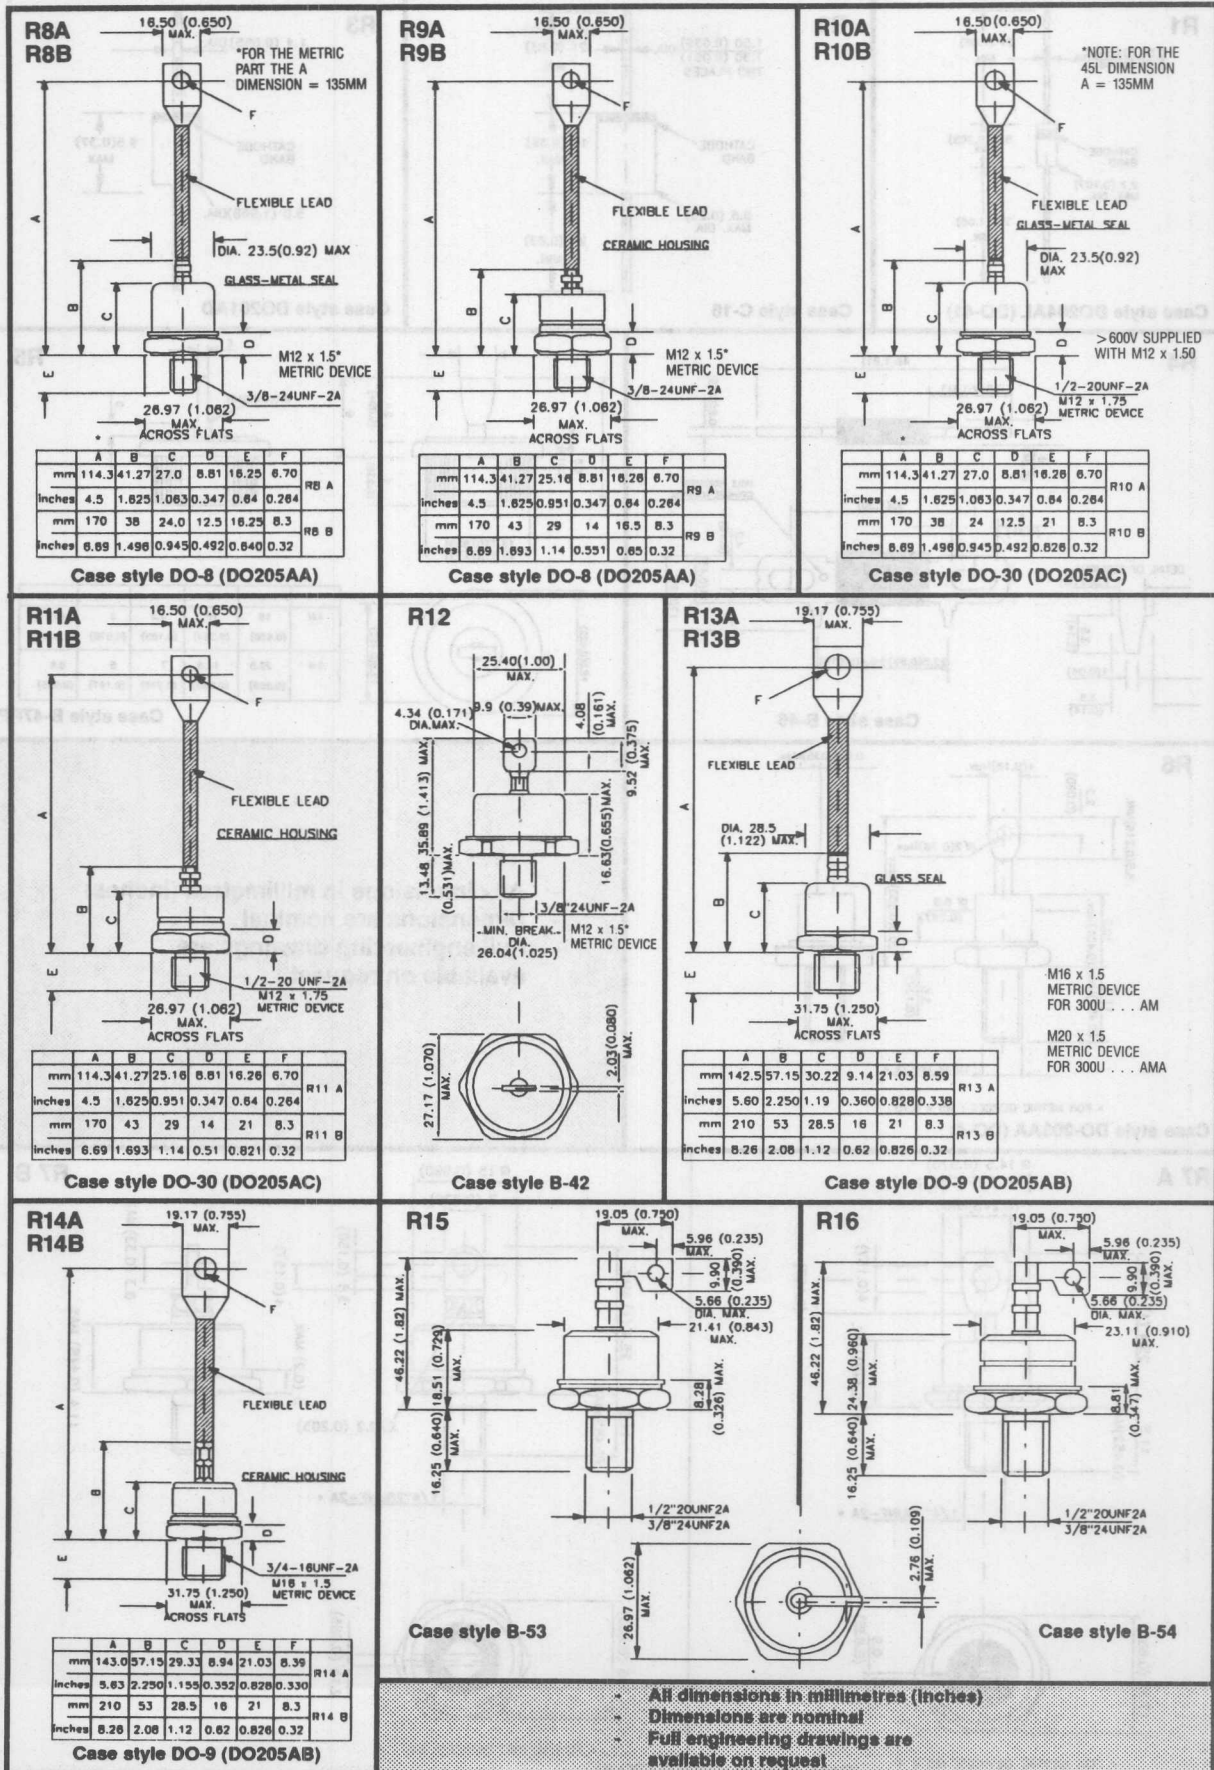 R8A
R8B
16.50 (0.650)
MAX.
*FOR THE METRIC
PART THE A
DIMENSION = 135MM
F
A
FLEXIBLE LEAD
DIA. 23.5(0.92) MAX
GLASS-METAL SEAL
B
C
D
E
M12 x 1.5*
METRIC DEVICE
3/8-24UNF-2A
26.97 (1.062)
MAX.
ACROSS FLATS
*
A B C D E F
mm 114.3 41.27 27.0 8.81 16.25 6.70
R8 A
inches 4.5 1.625 1.063 0.347 0.64 0.264
mm 170 38 24.0 12.5 16.25 8.3
R8 B
inches 6.69 1.496 0.945 0.492 0.640 0.32
Case style DO-8 (DO205AA)
R9A
R9B
16.50 (0.650)
MAX.
F
A
FLEXIBLE LEAD
CERAMIC HOUSING
B
C
D
E
M12 x 1.5*
METRIC DEVICE
3/8-24UNF-2A
26.97 (1.062)
MAX.
ACROSS FLATS
A B C D E F
mm 114.3 41.27 25.16 8.81 16.26 6.70
R9 A
inches 4.5 1.625 0.951 0.347 0.64 0.264
mm 170 43 29 14 16.5 8.3
R9 B
inches 6.69 1.693 1.14 0.551 0.65 0.32
Case style DO-8 (DO205AA)
R10A
R10B
16.50 (0.650)
MAX.
*NOTE: FOR THE
45L DIMENSION
A = 135MM
F
A
FLEXIBLE LEAD
GLASS-METAL SEAL
DIA. 23.5(0.92)
MAX
B
C
D
E
>600V SUPPLIED
WITH M12 x 1.50
1/2-20UNF-2A
M12 x 1.75
METRIC DEVICE
26.97 (1.062)
MAX.
ACROSS FLATS
*
A B C D E F
mm 114.3 41.27 27.0 8.81 16.26 6.70
R10 A
inches 4.5 1.625 1.063 0.347 0.64 0.264
mm 170 38 24 12.5 21 8.3
R10 B
inches 6.69 1.496 0.945 0.492 0.826 0.32
Case style DO-30 (DO205AC)
R11A
R11B
16.50 (0.650)
MAX.
F
A
FLEXIBLE LEAD
CERAMIC HOUSING
B
C
D
E
1/2-20 UNF-2A
M12 x 1.75
METRIC DEVICE
26.97 (1.062)
MAX.
ACROSS FLATS
A B C D E F
mm 114.3 41.27 25.16 8.81 16.26 6.70
R11 A
inches 4.5 1.625 0.951 0.347 0.64 0.264
mm 170 43 29 14 21 8.3
R11 B
inches 6.69 1.693 1.14 0.51 0.821 0.32
Case style DO-30 (DO205AC)
R12
25.40(1.00)
MAX.
9.9 (0.39)MAX.
4.34 (0.171)
DIA.MAX.
4.08
(0.161)
MAX.
9.52 (0.375)
MAX.
35.89 (1.413) MAX.
16.63(0.655)MAX.
13.48
(0.531)MAX.
3/8"24UNF-2A
MIN. BREAK
DIA.
26.04(1.025)
M12 x 1.5*
METRIC DEVICE
27.17 (1.070)
MAX.
2.03(0.080)
MAX.
Case style B-42
R13A
R13B
19.17 (0.755)
MAX.
F
A
FLEXIBLE LEAD
DIA. 28.5
(1.122) MAX.
GLASS SEAL
B
C
D
E
31.75 (1.250)
MAX.
ACROSS FLATS
M16 x 1.5
METRIC DEVICE
FOR 300U . . . AM
M20 x 1.5
METRIC DEVICE
FOR 300U . . . AMA
A B C D E F
mm 142.5 57.15 30.22 9.14 21.03 8.59
R13 A
inches 5.60 2.250 1.19 0.360 0.828 0.338
mm 210 53 28.5 16 21 8.3
R13 B
inches 8.26 2.08 1.12 0.62 0.826 0.32
Case style DO-9 (DO205AB)
R14A
R14B
19.17 (0.755)
MAX.
F
A
FLEXIBLE LEAD
CERAMIC HOUSING
B
C
D
E
3/4-16UNF-2A
M16 x 1.5
METRIC DEVICE
31.75 (1.250)
MAX.
ACROSS FLATS
A B C D E F
mm 143.0 57.15 29.33 8.94 21.03 8.39
R14 A
inches 5.63 2.250 1.155 0.352 0.828 0.330
mm 210 53 28.5 16 21 8.3
R14 B
inches 8.26 2.08 1.12 0.62 0.826 0.32
Case style DO-9 (DO205AB)
R15
19.05 (0.750)
MAX.
5.96 (0.235)
MAX.
9.90
(0.390)
MAX.
5.66 (0.235)
DIA. MAX.
21.41 (0.843)
MAX.
46.22 (1.82) MAX.
18.51 (0.729)
MAX.
8.28
(0.326) MAX.
16.25 (0.640)
MAX.
1/2"20UNF2A
3/8"24UNF2A
26.97 (1.062)
MAX.
2.76 (0.109)
MAX.
Case style B-53
R16
19.05 (0.750)
MAX.
5.96 (0.235)
MAX.
9.90
(0.390)
MAX.
5.66 (0.235)
DIA. MAX.
23.11 (0.910)
MAX.
46.22 (1.82) MAX.
24.38 (0.960)
MAX.
8.81
(0.347) MAX.
16.25 (0.640)
MAX.
1/2"20UNF2A
3/8"24UNF2A
Case style B-54
- All dimensions in millimetres (inches)
- Dimensions are nominal
- Full engineering drawings are
available on request